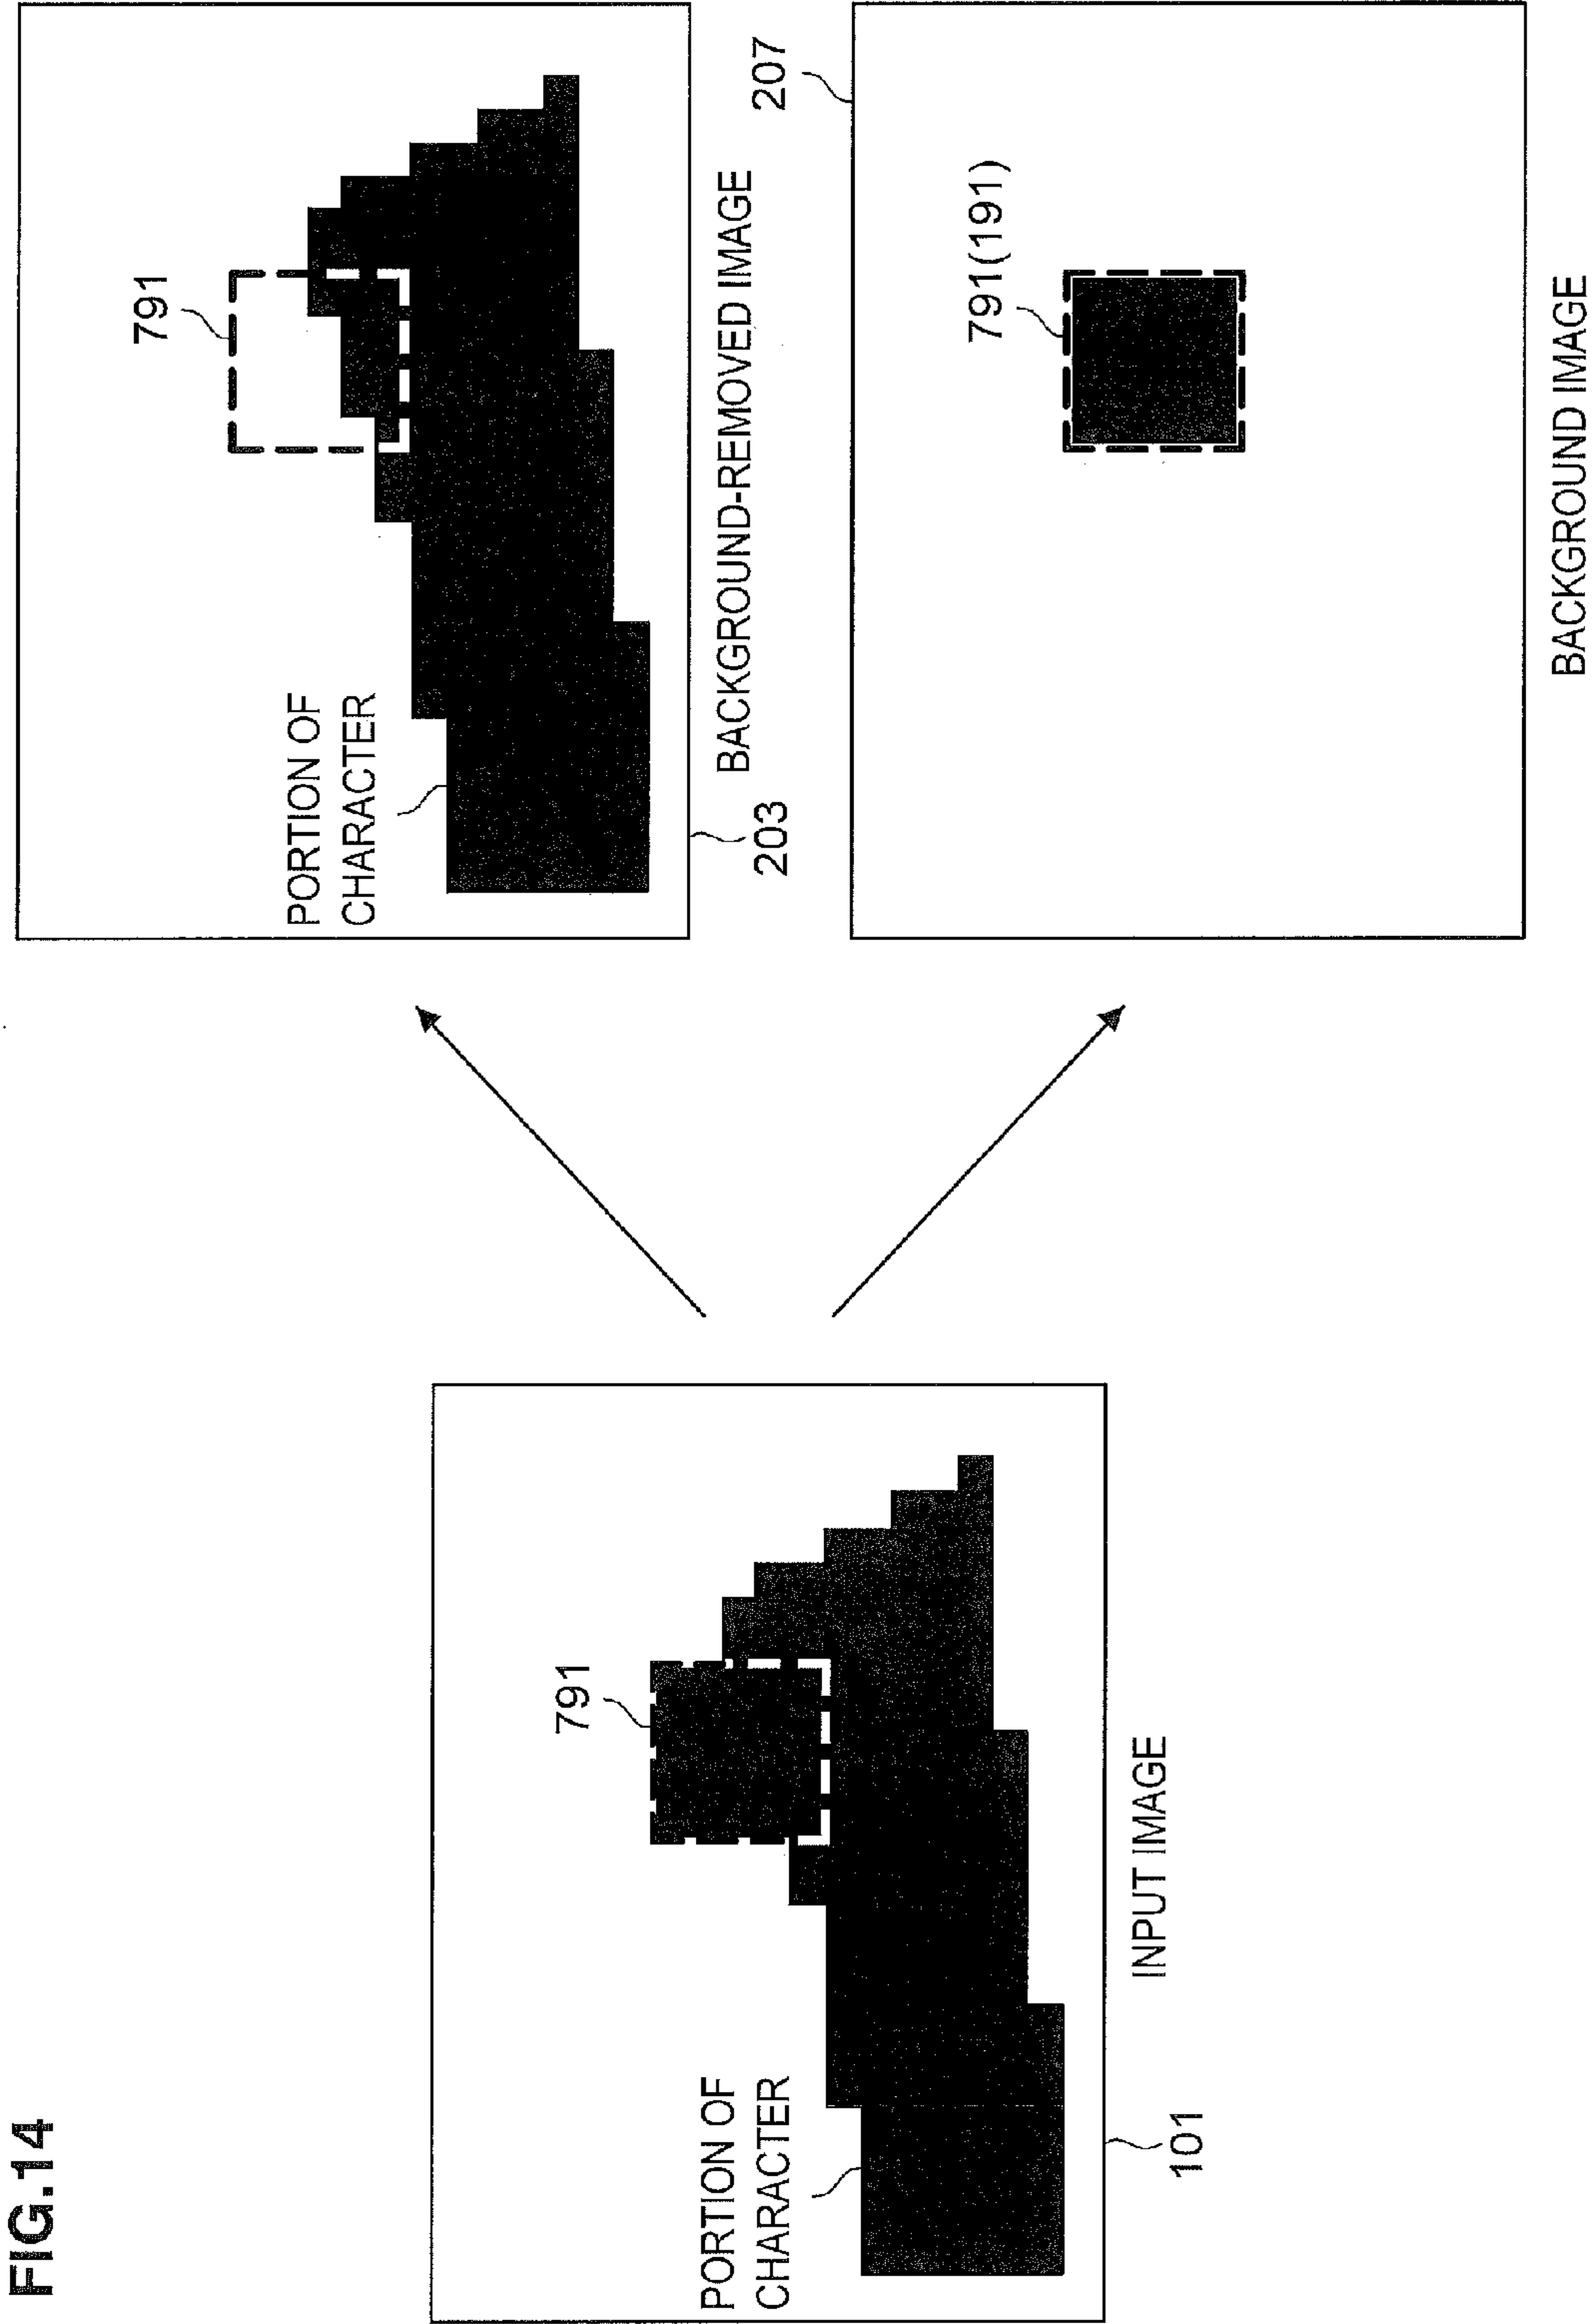 FIG.14
PORTION OF
CHARACTER
791
101
INPUT IMAGE
PORTION OF
CHARACTER
791
203
BACKGROUND-REMOVED IMAGE
207
791(191)
BACKGROUND IMAGE